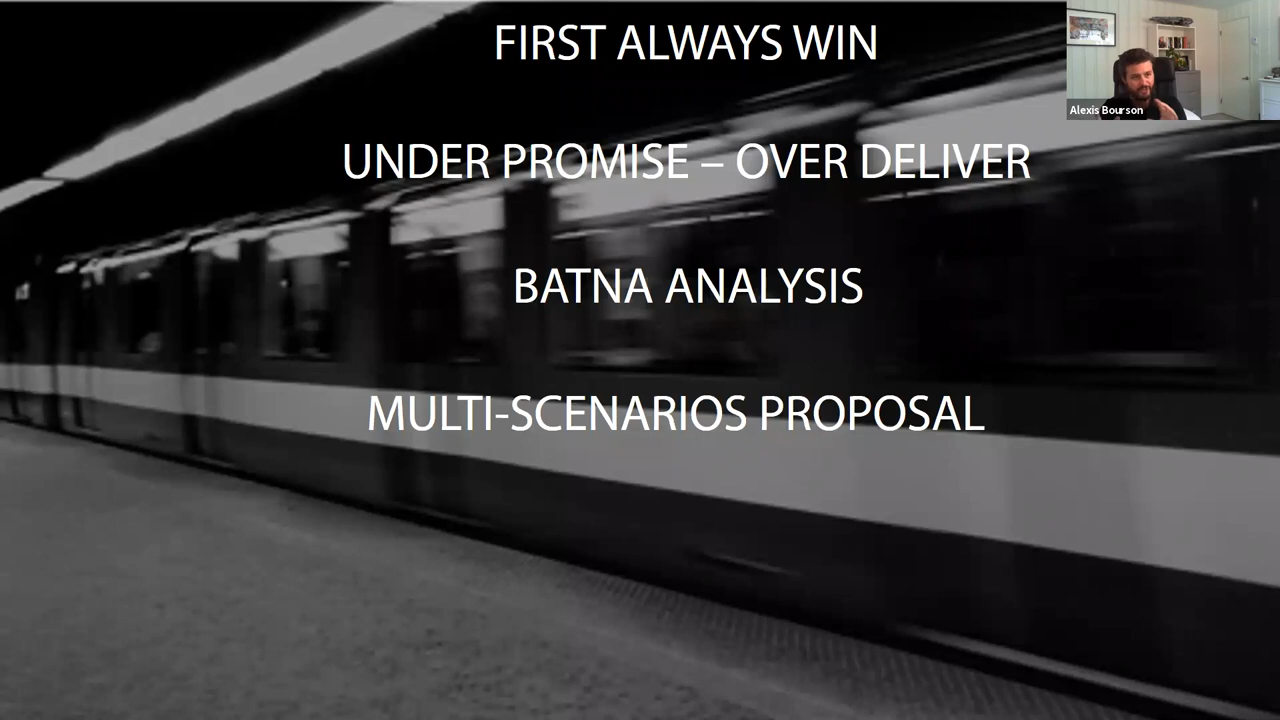 FIRST ALWAYS WIN
UNDER PROMISE – OVER DELIVER
BATNA ANALYSIS
MULTI-SCENARIOS PROPOSAL
Alexis Bourson